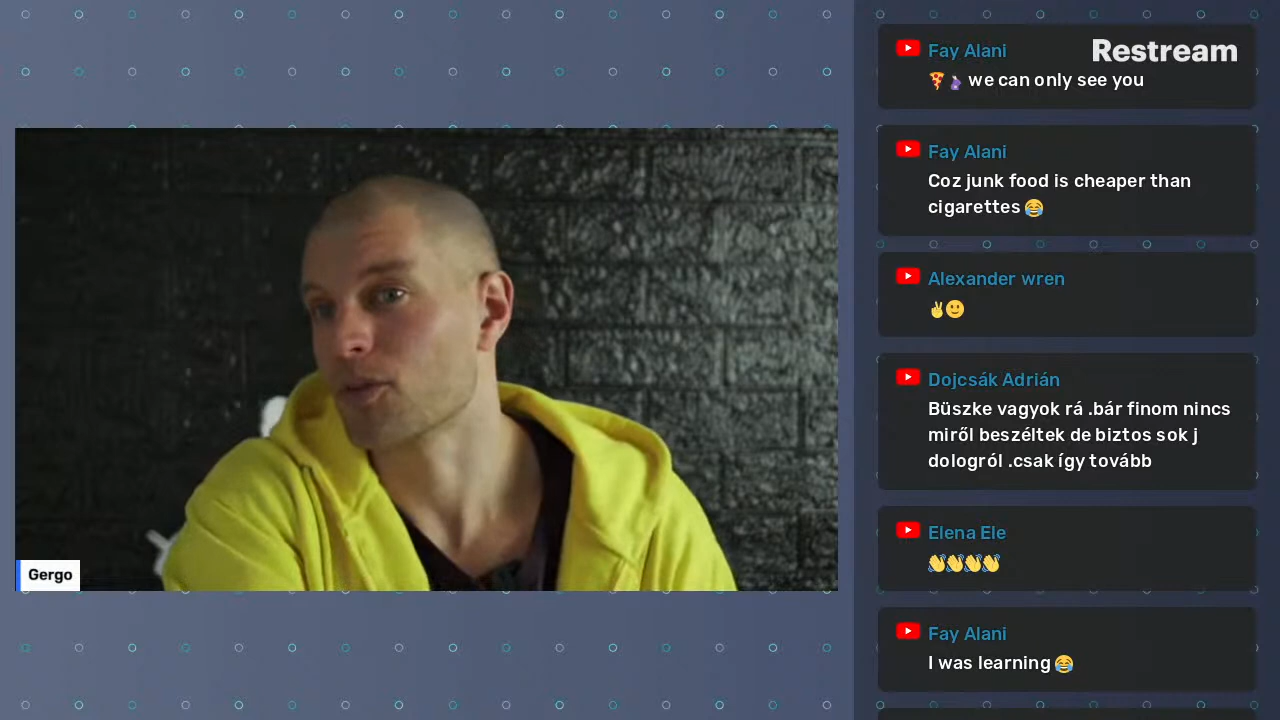 Gergo
Restream
Fay Alani
🍕🍾 we can only see you
Fay Alani
Coz junk food is cheaper than
cigarettes 😂
Alexander wren
✌️🙂
Dojcsák Adrián
Büszke vagyok rá .bár finom nincs
miről beszéltek de biztos sok j
dologról .csak így tovább
Elena Ele
👏👏👏👏
Fay Alani
I was learning 😂